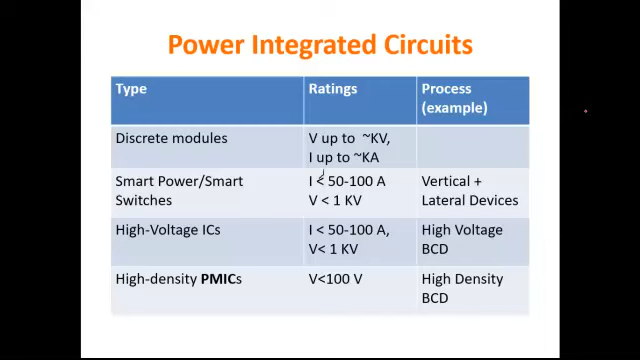 Power Integrated Circuits
Type Ratings Process
(example)
Discrete modules V up to ~KV,
I up to ~KA
Smart Power/Smart I < 50-100 A Vertical +
Switches V < 1 KV Lateral Devices
High-Voltage ICs I < 50-100 A, High Voltage
V< 1 KV BCD
High-density PMICs V<100 V High Density
BCD